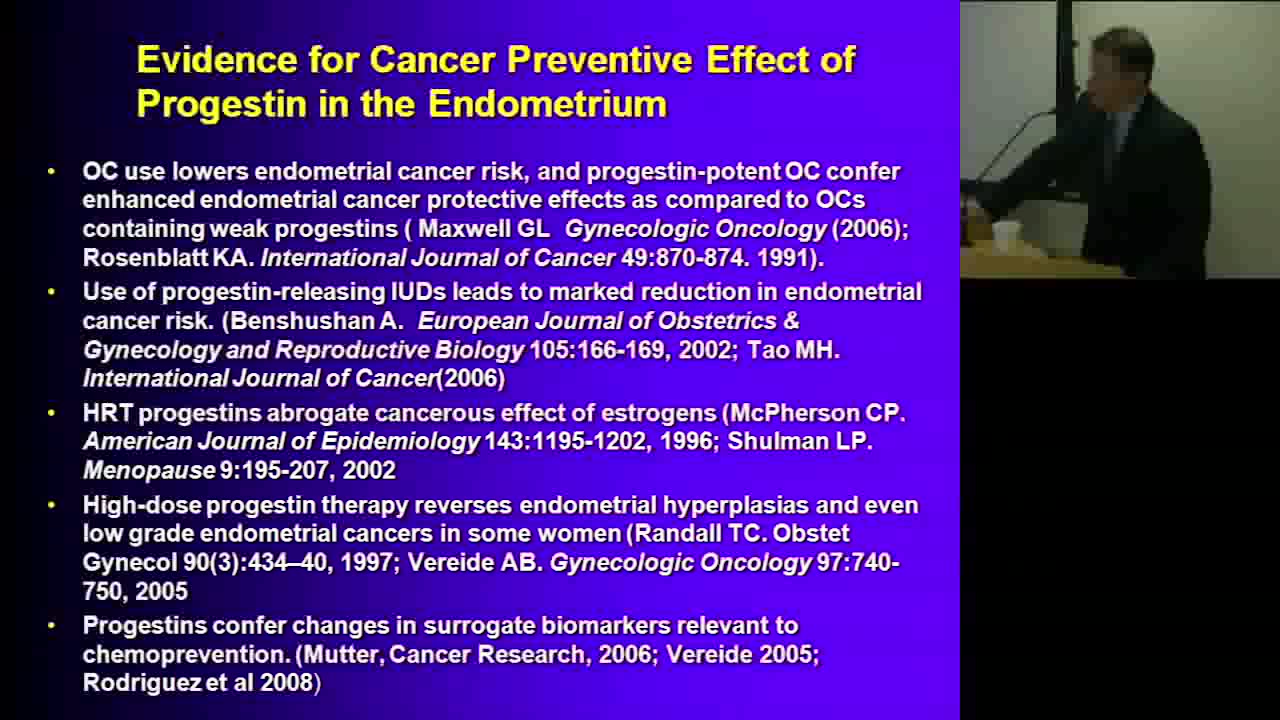 Evidence for Cancer Preventive Effect of
Progestin in the Endometrium
• OC use lowers endometrial cancer risk, and progestin-potent OC confer
enhanced endometrial cancer protective effects as compared to OCs
containing weak progestins ( Maxwell GL Gynecologic Oncology (2006);
Rosenblatt KA. International Journal of Cancer 49:870-874. 1991).
• Use of progestin-releasing IUDs leads to marked reduction in endometrial
cancer risk. (Benshushan A. European Journal of Obstetrics &
Gynecology and Reproductive Biology 105:166-169, 2002; Tao MH.
International Journal of Cancer(2006)
• HRT progestins abrogate cancerous effect of estrogens (McPherson CP.
American Journal of Epidemiology 143:1195-1202, 1996; Shulman LP.
Menopause 9:195-207, 2002
• High-dose progestin therapy reverses endometrial hyperplasias and even
low grade endometrial cancers in some women (Randall TC. Obstet
Gynecol 90(3):434–40, 1997; Vereide AB. Gynecologic Oncology 97:740-
750, 2005
• Progestins confer changes in surrogate biomarkers relevant to
chemoprevention. (Mutter, Cancer Research, 2006; Vereide 2005;
Rodriguez et al 2008)